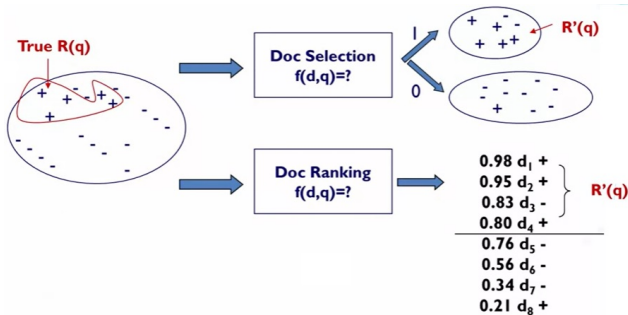 True R(q)
Doc Selection
f(d,q)=?
1
0
R'(q)
Doc Ranking
f(d,q)=?
0.98 d1 +
0.95 d2 +
0.83 d3 -
0.80 d4 +
R'(q)
0.76 d5 -
0.56 d6 -
0.34 d7 -
0.21 d8 +